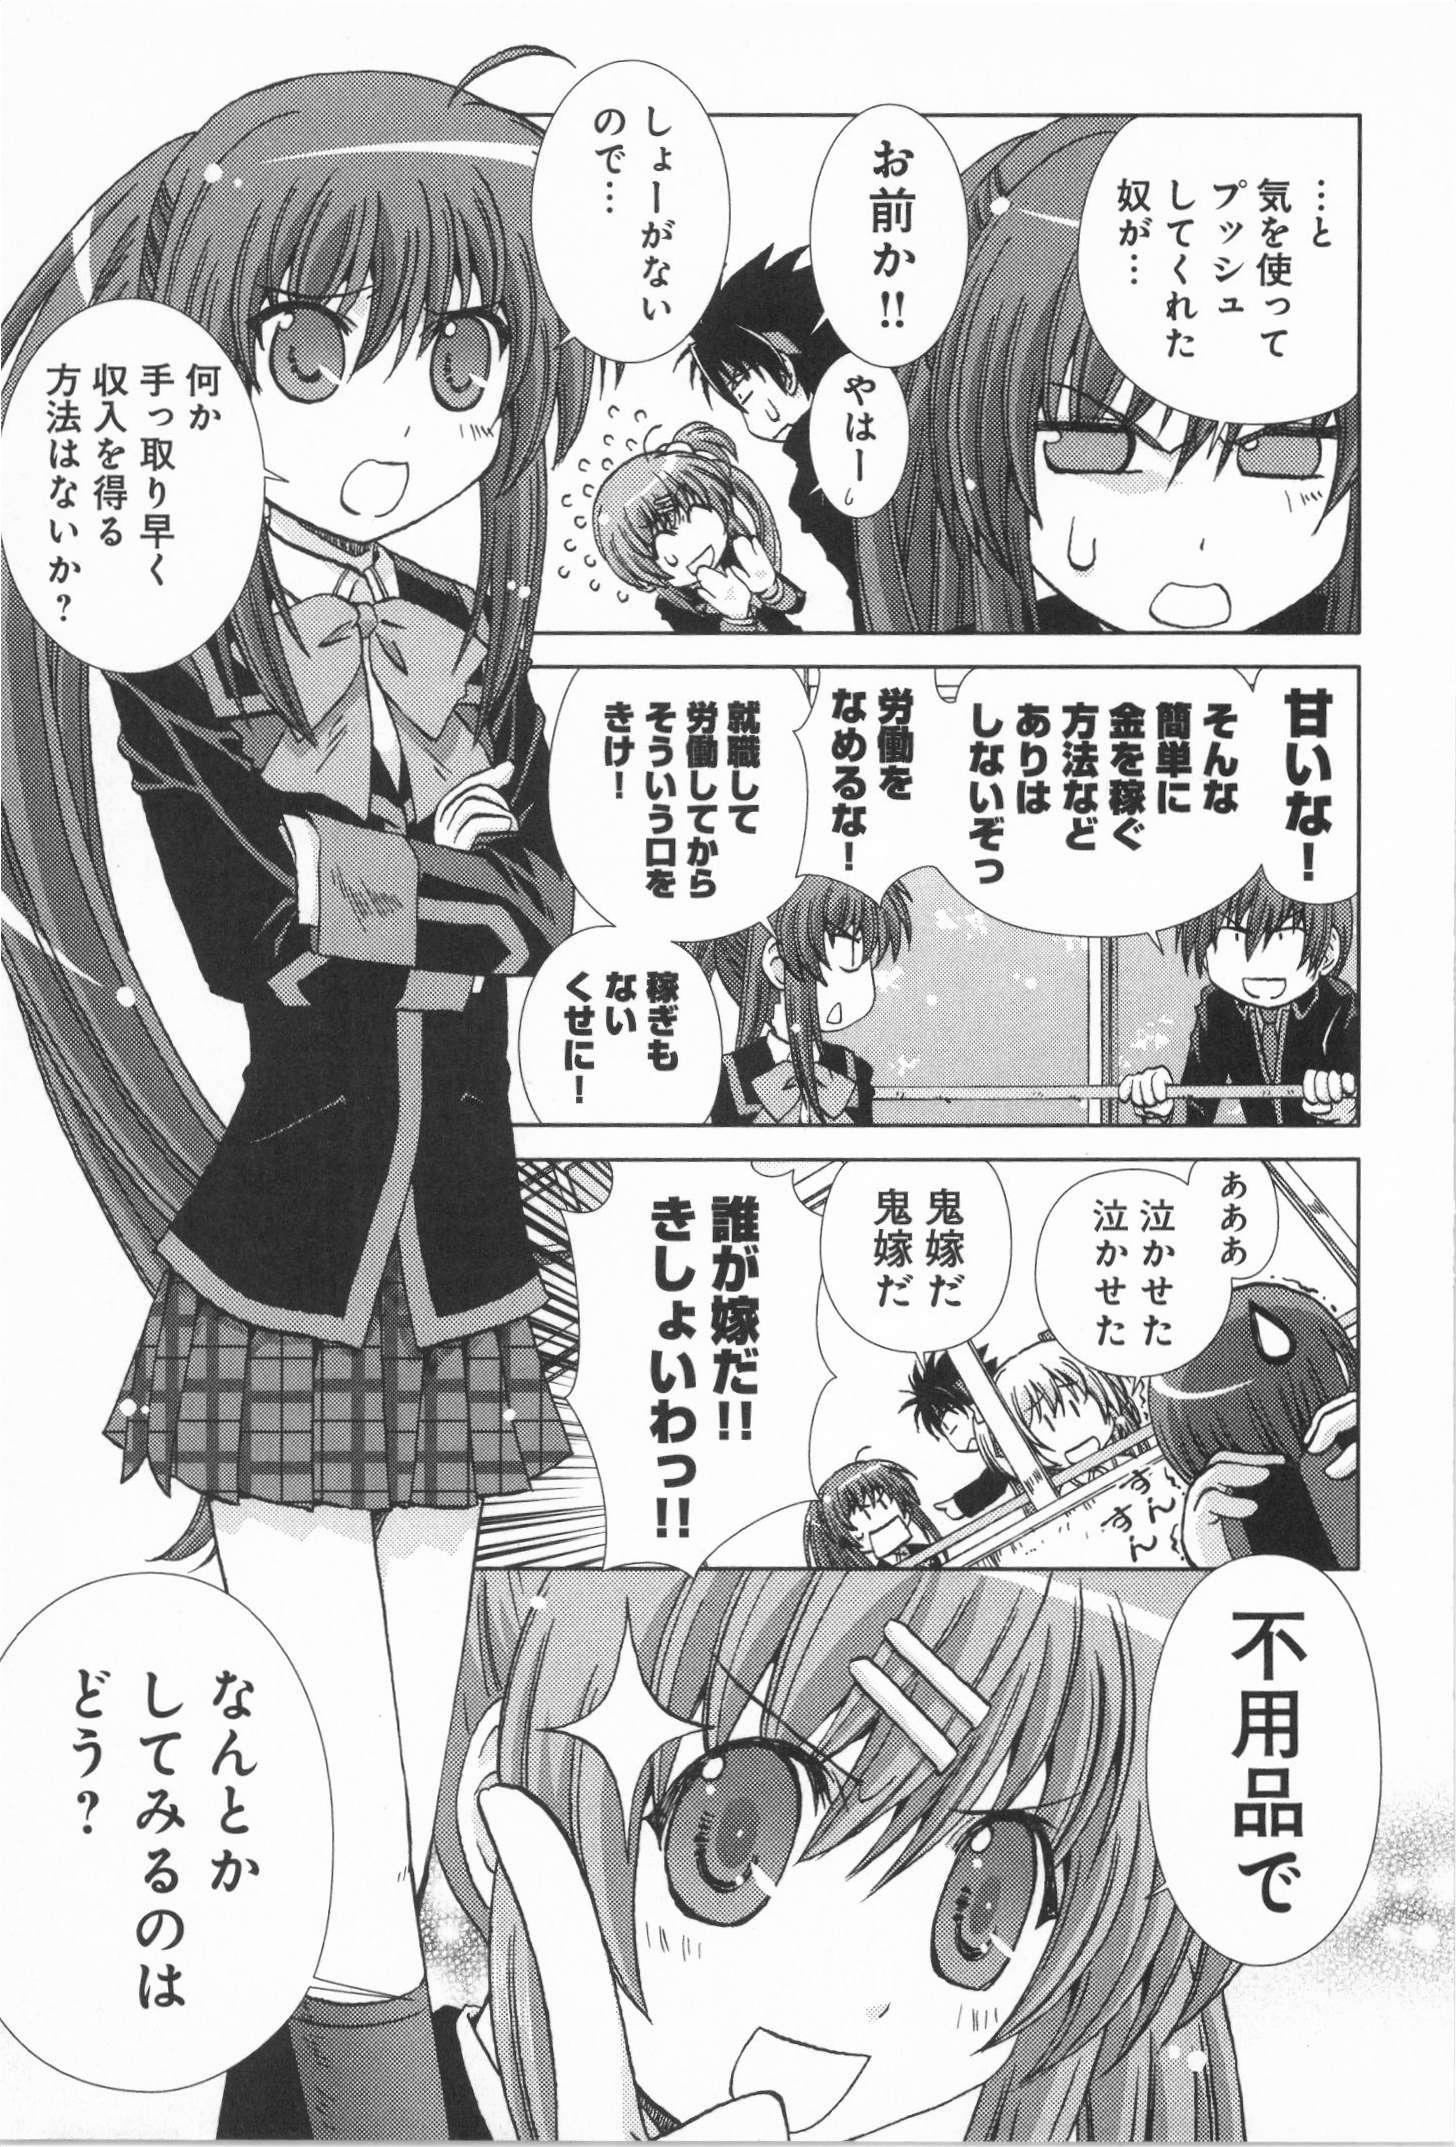 …と
気を使って
プッシュ
してくれた
奴が…
お前か!!
やはー
しょーがない
ので…
何か
手っ取り早く
収入を得る
方法はないか？
甘いな！
そんな
簡単に
金を稼ぐ
方法など
ありは
しないぞっ
労働を
なめるな！
就職して
労働してから
そういう口を
きけ！
稼ぎも
ない
くせに！
あああ
泣かせた
泣かせた
鬼嫁だ
鬼嫁だ
すん〜
すん〜
誰が嫁だ!!
きしょいわっ!!
不用品で
なんとか
してみるのは
どう？